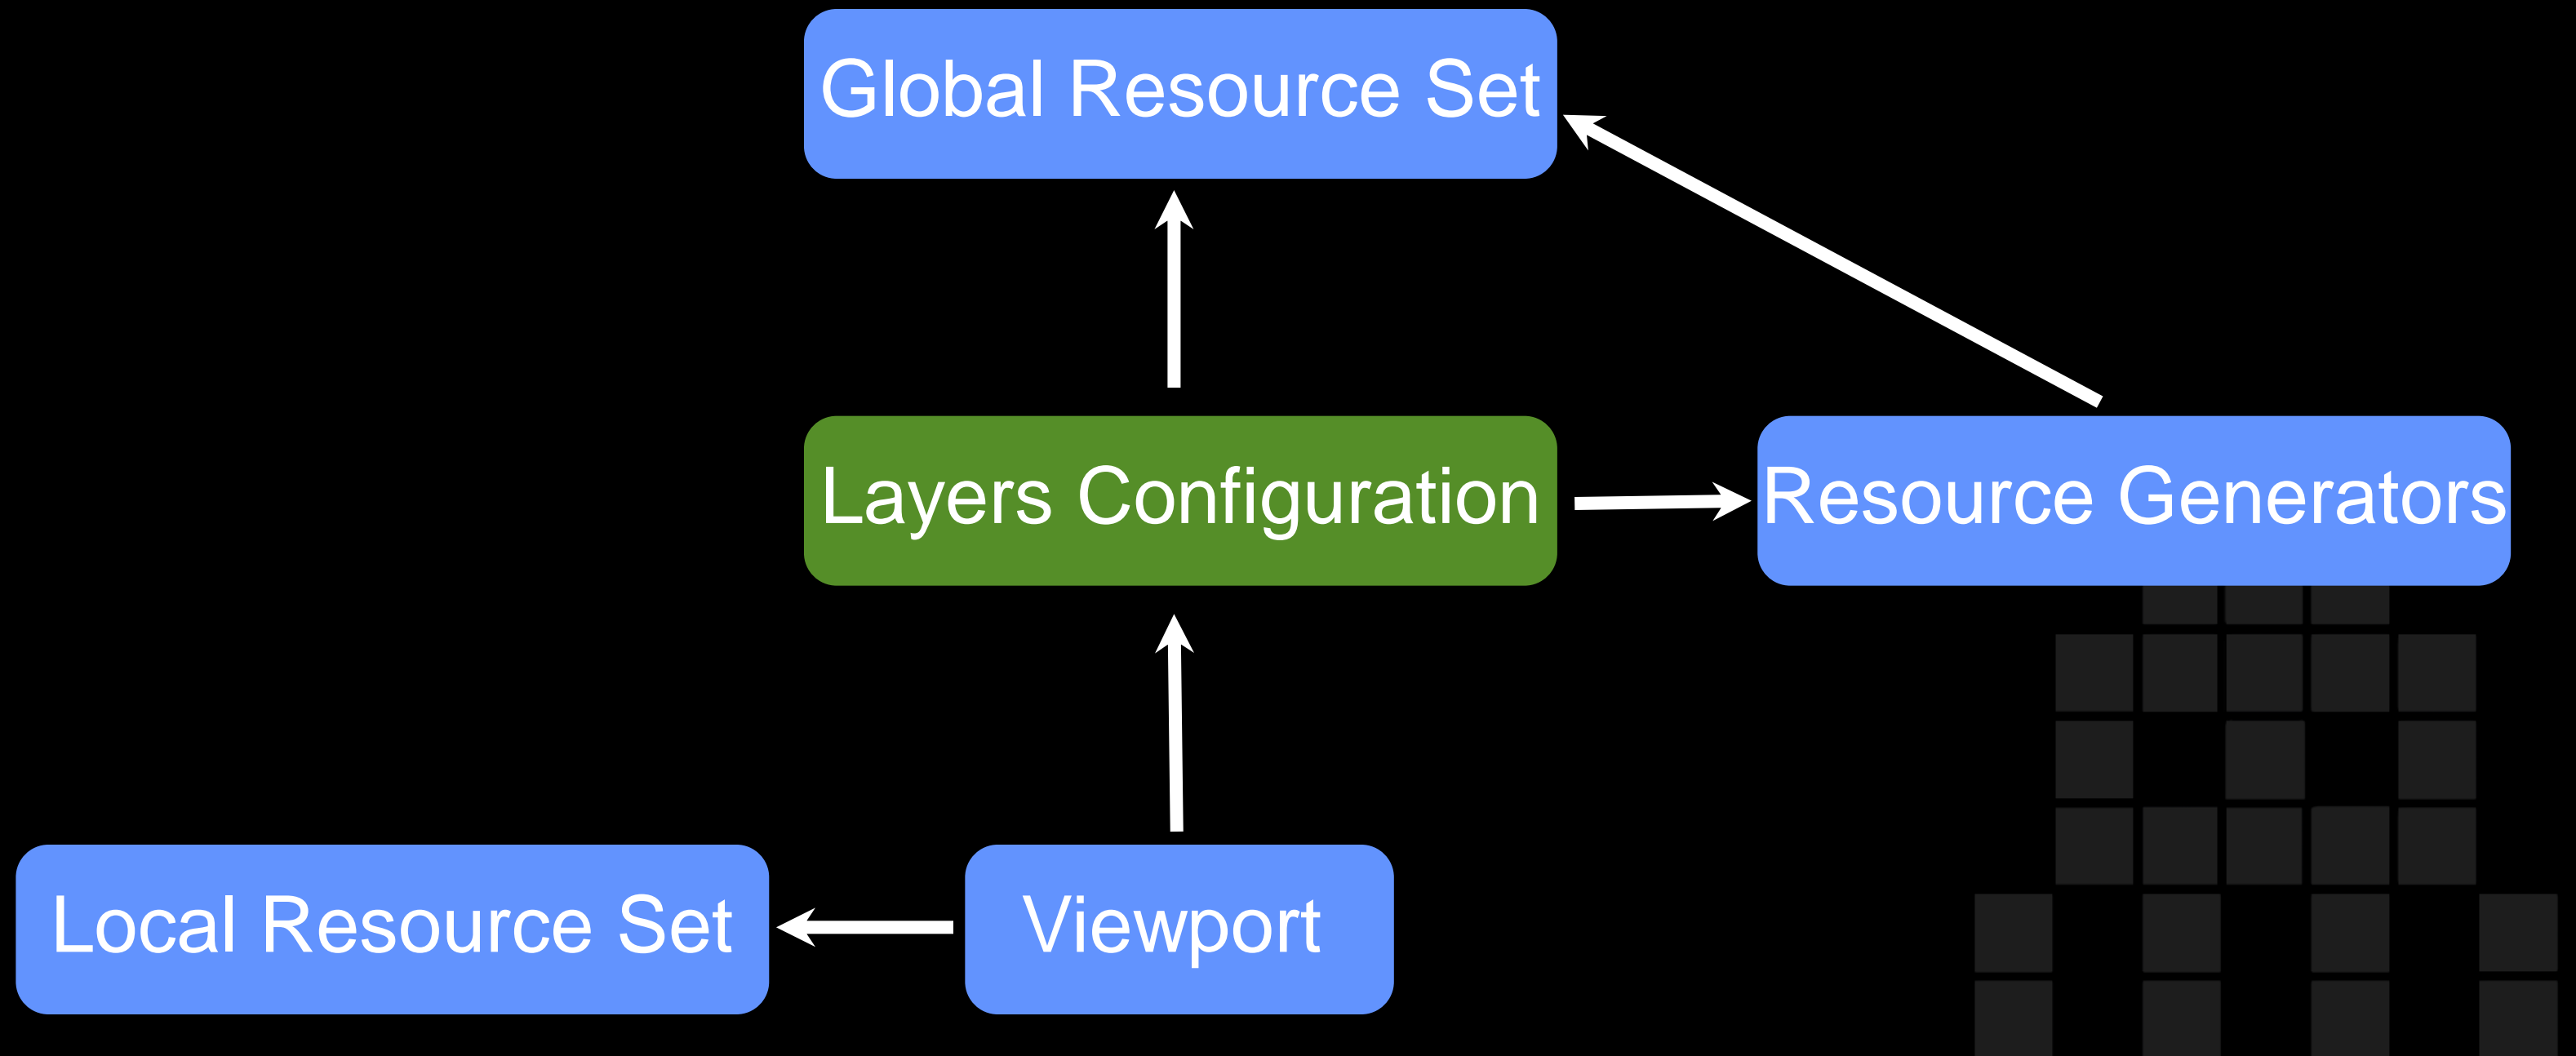 Global Resource Set
Layers Configuration
Resource Generators
Local Resource Set
Viewport